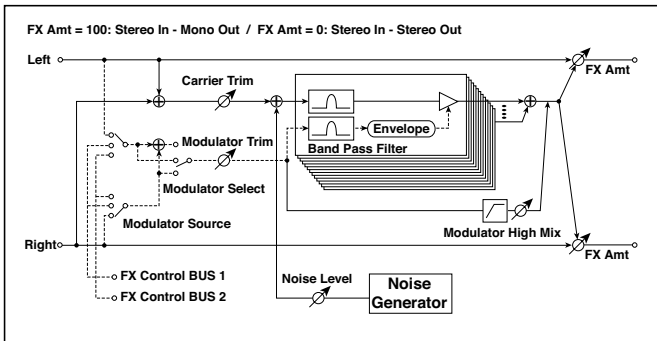 FX Amt = 100: Stereo In - Mono Out / FX Amt = 0: Stereo In - Stereo Out
Left
FX Amt
Carrier Trim
Envelope
Band Pass Filter
Modulator Trim
Modulator Select
Modulator Source
Modulator High Mix
Right
FX Amt
FX Control BUS 1
FX Control BUS 2
Noise Level
Noise
Generator